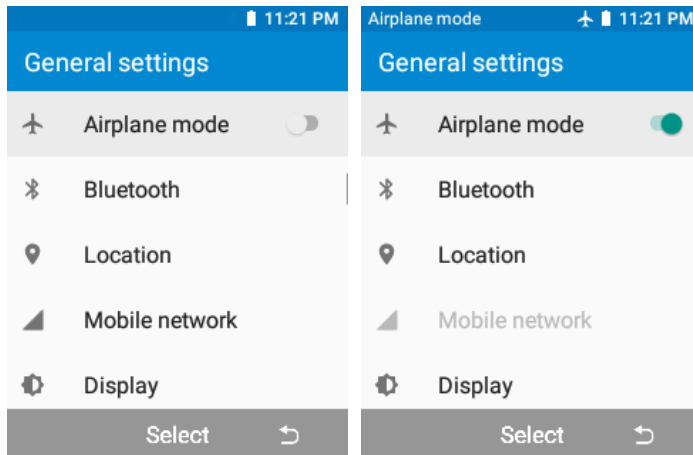 11:21 PM
General settings
Airplane mode
Bluetooth
Location
Mobile network
Display
Select
Airplane mode 11:21 PM
General settings
Airplane mode
Bluetooth
Location
Mobile network
Display
Select